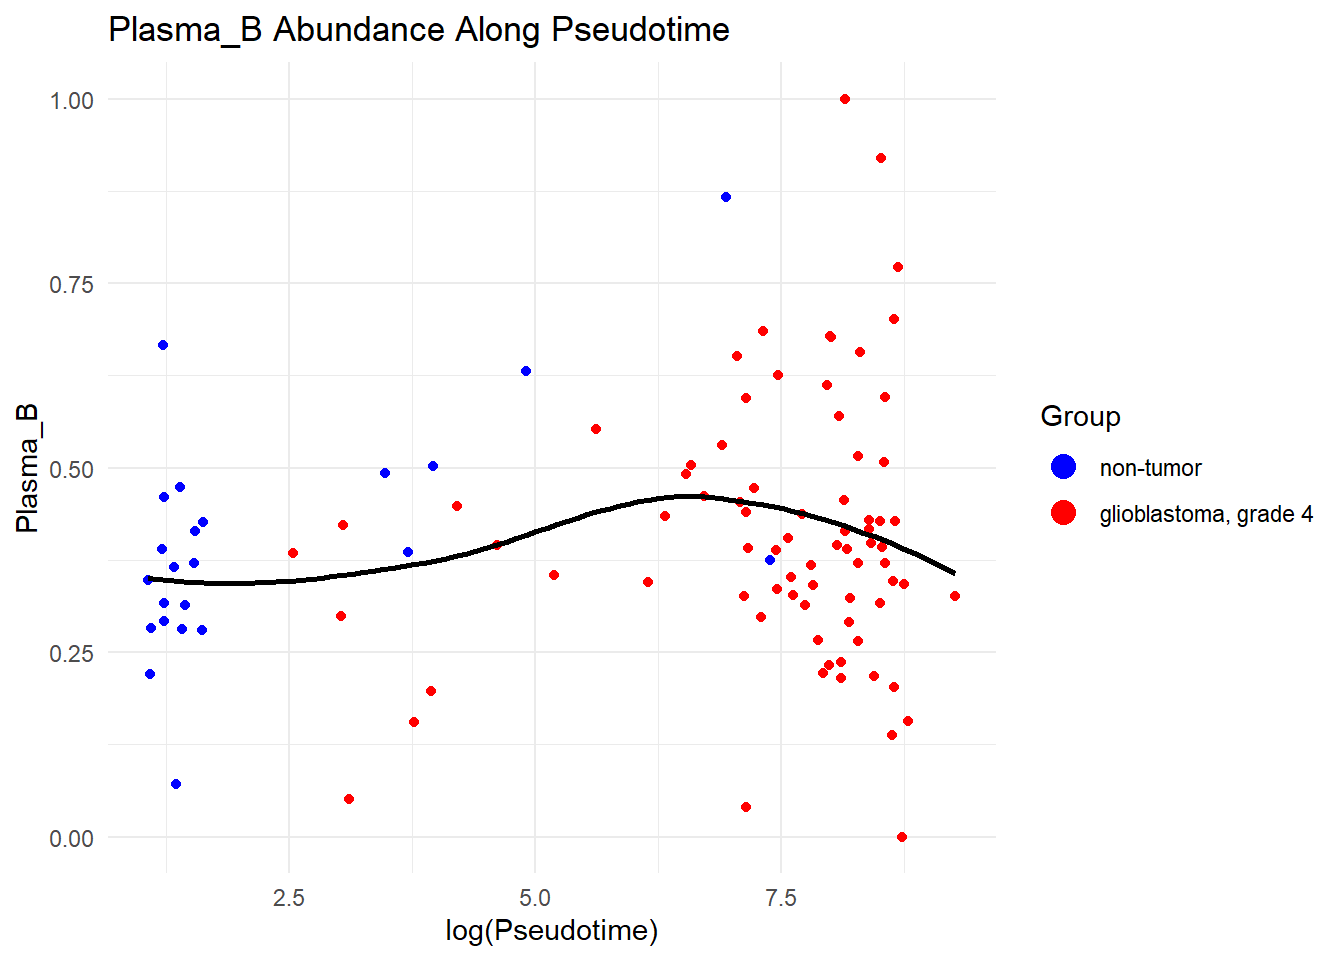 Plasma_B Abundance Along Pseudotime
1.00
0.75
0.50
0.25
0.00
Plasma_B
2.5 5.0 7.5
log(Pseudotime)
Group
non-tumor
glioblastoma, grade 4